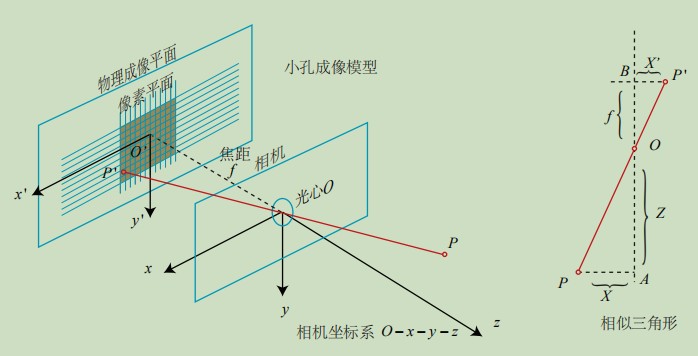 小孔成像模型
物理成像平面
像素平面
O'
P'
x'
y'
焦距
f
相机
光心O
P
x
y
z
相机坐标系 O-x-y-z
B
X'
P'
f
O
Z
P
X
A
相似三角形